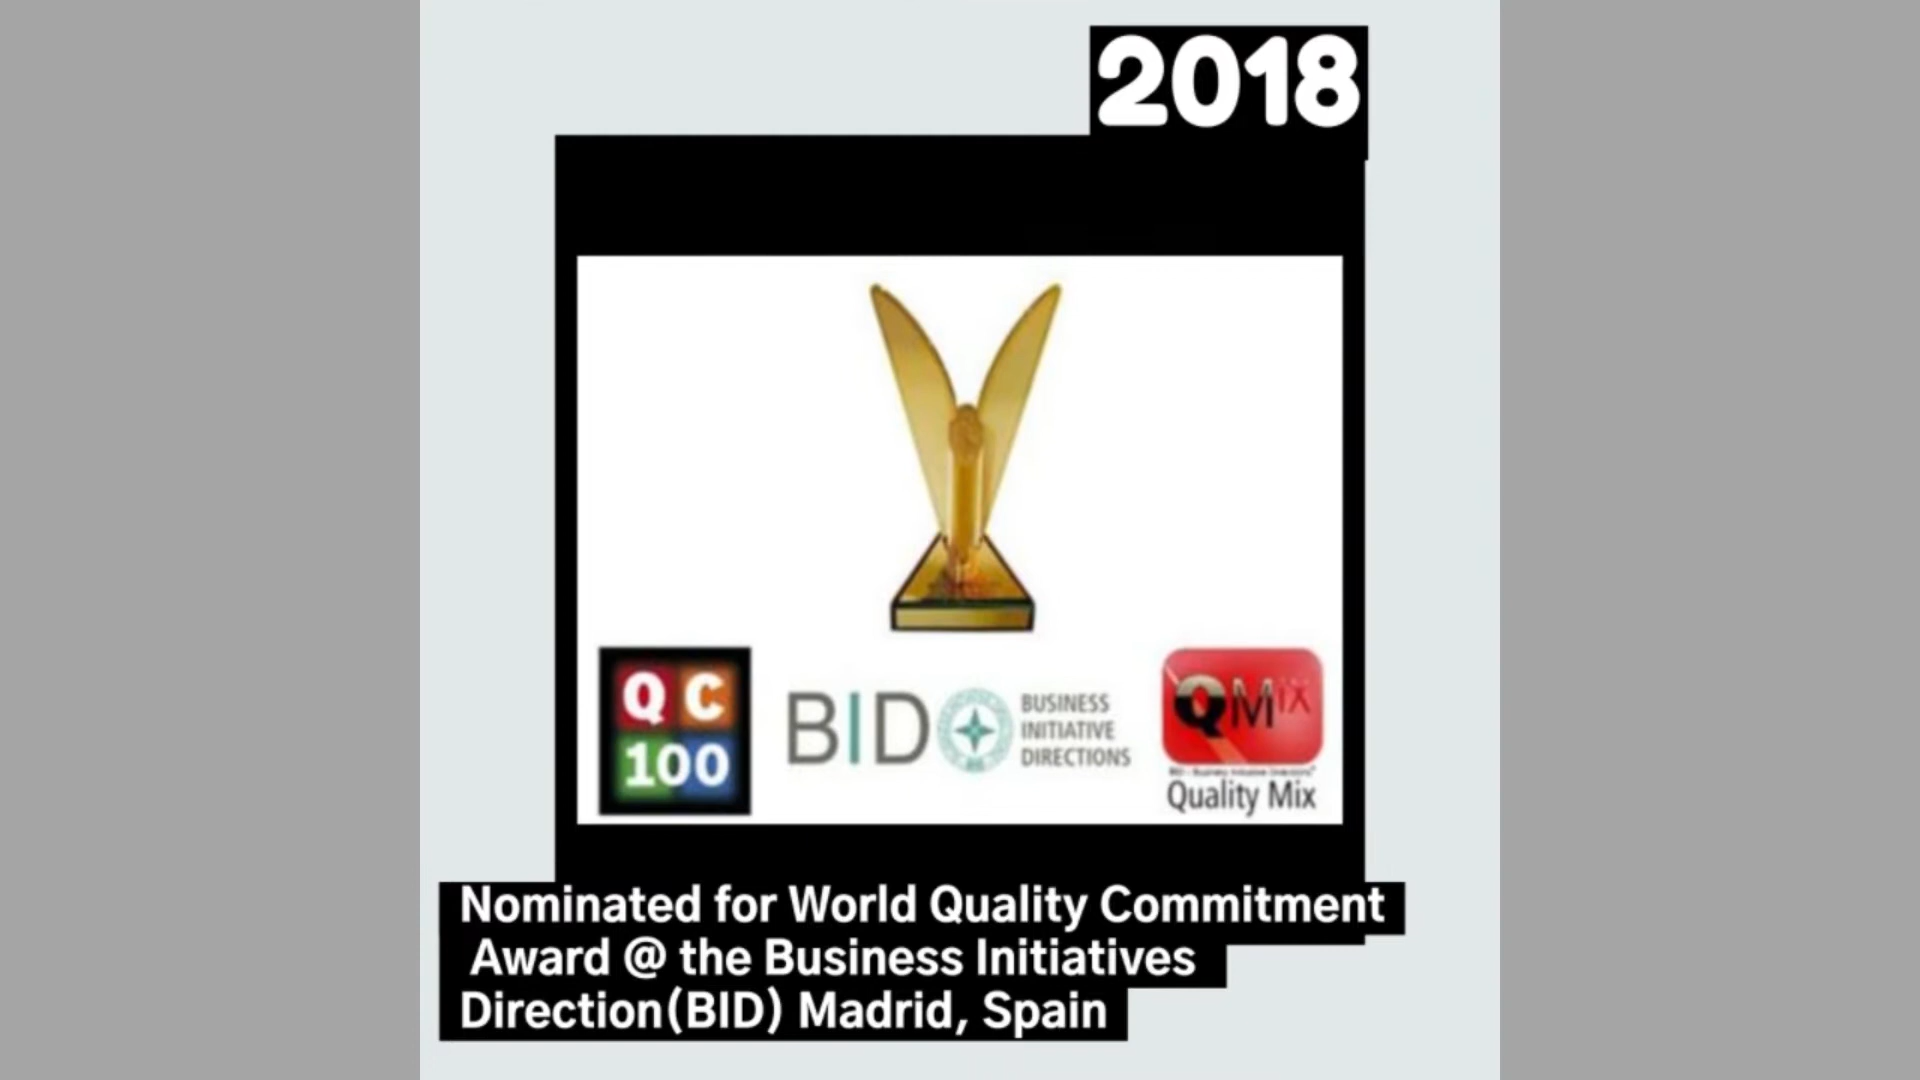 2018
QC
100
BID
BUSINESS
INITIATIVE
DIRECTIONS
QMIX
Quality Mix
Nominated for World Quality Commitment
Award @ the Business Initiatives
Direction(BID) Madrid, Spain